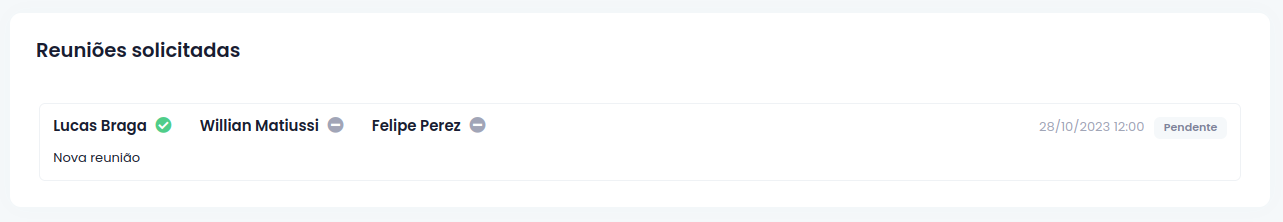 Reuniões solicitadas
Lucas Braga Willian Matiussi Felipe Perez 28/10/2023 12:00 Pendente
Nova reunião